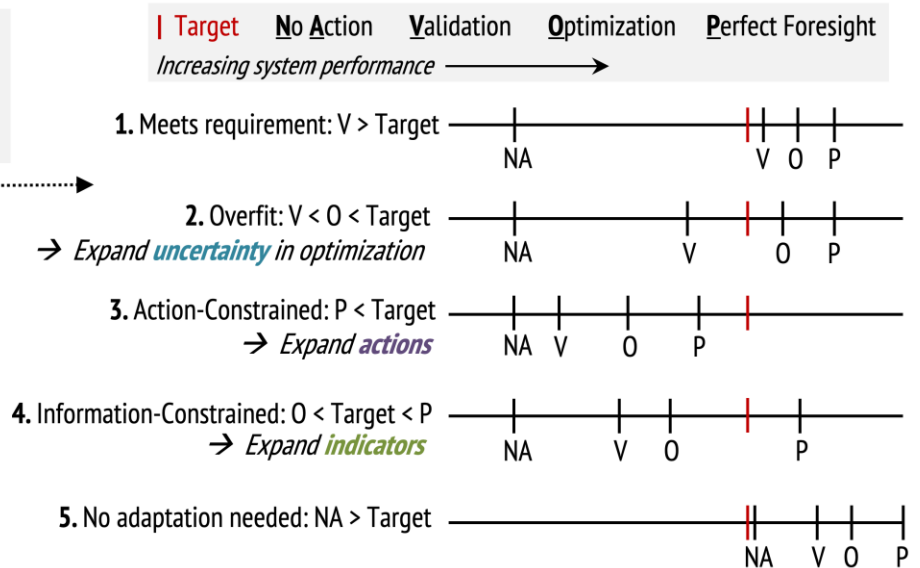 | Target No Action Validation Optimization Perfect Foresight
Increasing system performance
1. Meets requirement: V > Target
NA V O P
2. Overfit: V < O < Target
→ Expand uncertainty in optimization
NA V O P
3. Action-Constrained: P < Target
→ Expand actions
NA V O P
4. Information-Constrained: O < Target < P
→ Expand indicators
NA V O P
5. No adaptation needed: NA > Target
NA V O P